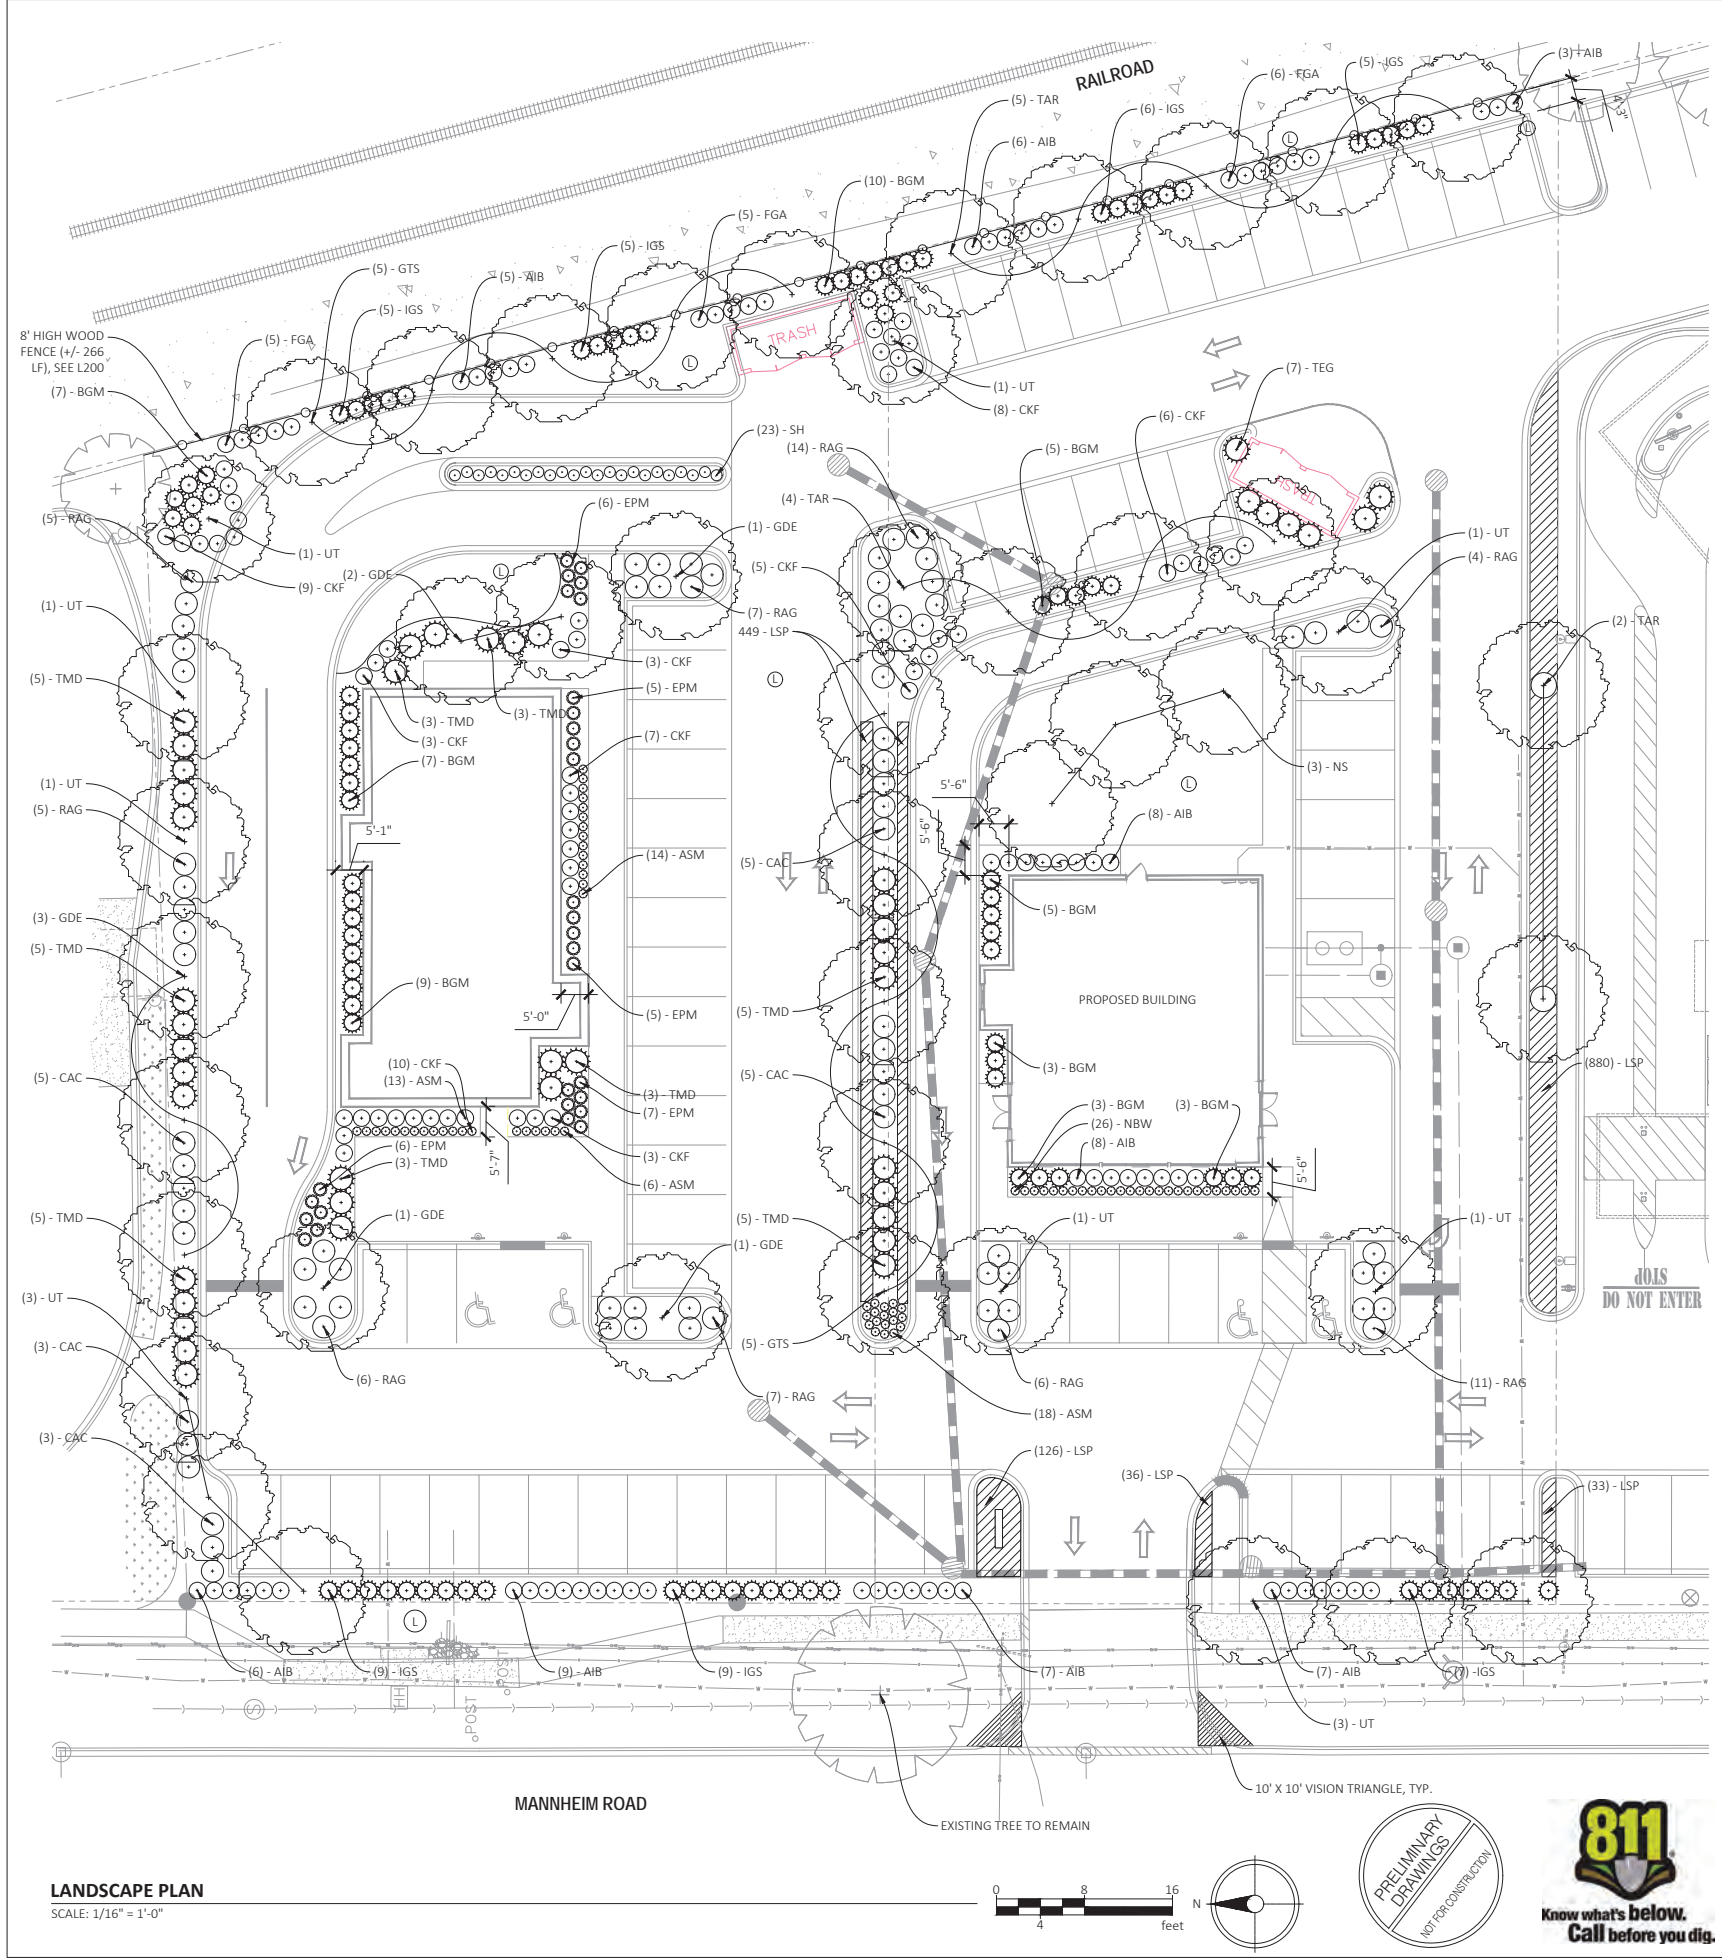 RAILROAD
(3) - AIB
(5) - IGS
(6) - FGA
(5) - TAR
(6) - IGS
4'-3"
(6) - AIB
(10) - BGM
(5) - FGA
(5) - IGS
(5) - GTS
(5) - AIB
(5) - IGS
8' HIGH WOOD
FENCE (+/- 266
LF), SEE L200
(5) - FGA
(7) - BGM
TRASH
L
L
L
(1) - UT
(8) - CKF
(7) - TEG
(6) - CKF
(23) - SH
(14) - RAG
(5) - BGM
TRASH
(4) - TAR
(6) - EPM
(5) - RAG
(1) - GDE
(1) - UT
(1) - UT
(4) - RAG
(5) - CKF
(2) - GDE
L
(9) - CKF
(1) - UT
(7) - RAG
449 - LSP
(2) - TAR
(3) - CKF
(5) - TMD
L
(5) - EPM
(3) - TMD
(3) - TMD
(3) - CKF
(7) - CKF
(7) - BGM
(3) - NS
(1) - UT
5'-6"
L
(5) - RAG
5'-1"
5'-6"
(8) - AIB
(14) - ASM
(5) - CAC
(3) - GDE
(5) - BGM
(5) - TMD
(9) - BGM
PROPOSED BUILDING
5'-0"
(5) - EPM
(5) - TMD
(10) - CKF
(13) - ASM
(5) - CAC
(3) - BGM
(5) - CAC
(880) - LSP
(3) - TMD
(7) - EPM
(3) - BGM
(3) - BGM
(26) - NBW
(8) - AIB
(6) - EPM
(3) - TMD
5'-7"
(3) - CKF
5'-6"
(6) - ASM
(5) - TMD
(1) - GDE
(5) - TMD
(1) - UT
(1) - UT
(1) - GDE
(3) - UT
STOP
DO NOT ENTER
(3) - CAC
(5) - GTS
(6) - RAG
(7) - RAG
(6) - RAG
(11) - RAG
(18) - ASM
(3) - CAC
(126) - LSP
(36) - LSP
(33) - LSP
L
(6) - AIB
(9) - IGS
(9) - AIB
(9) - IGS
(7) - AIB
(7) - AIB
(7) - IGS
S
HH
POST
POST
(3) - UT
10' X 10' VISION TRIANGLE, TYP.
MANNHEIM ROAD
EXISTING TREE TO REMAIN
PRELIMINARY
DRAWINGS
NOT FOR CONSTRUCTION
811
Know what's below.
Call before you dig.
LANDSCAPE PLAN
SCALE: 1/16" = 1'-0"
0 8 16
4 feet
N